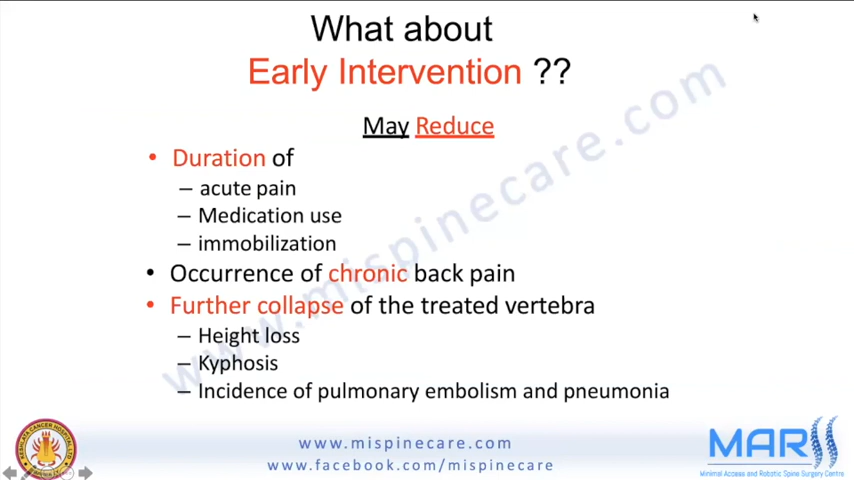 What about
Early Intervention ??
May Reduce
• Duration of
– acute pain
– Medication use
– immobilization
• Occurrence of chronic back pain
• Further collapse of the treated vertebra
– Height loss
– Kyphosis
– Incidence of pulmonary embolism and pneumonia
www.mispinecare.com
www.mispinecare.com
www.facebook.com/mispinecare
MARSS
Minimal Access and Robotic Spine Surgery Centre